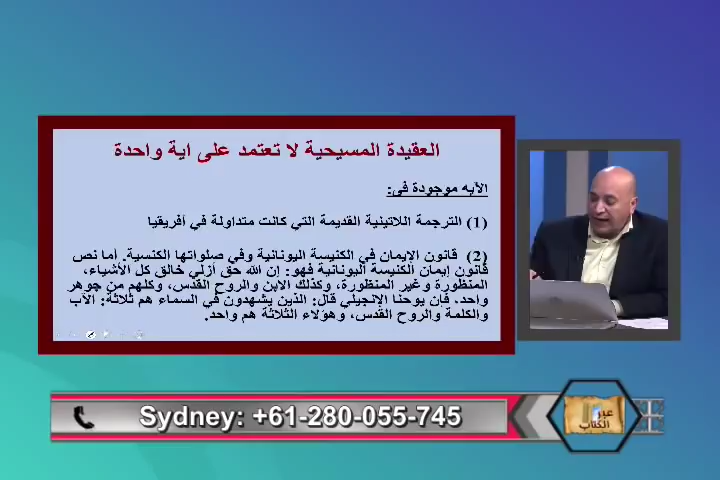 العقيدة المسيحية لا تعتمد على اية واحدة
الآيه موجودة فى:
(1) الترجمة اللاتينية القديمة التي كانت متداولة في أفريقيا
(2) قانون الإيمان في الكنيسة اليونانية وفي صلواتها الكنسية. أما نص
قانون إيمان الكنيسة اليونانية فهو: إن الله حق أزلي خالق كل الأشياء،
المنظورة وغير المنظورة، وكذلك الابن والروح القدس، وكلهم من جوهر
واحد، فإن يوحنا الإنجيلي قال: الذين يشهدون في السماء هم ثلاثة: الآب
والكلمة والروح القدس، وهؤلاء الثلاثة هم واحد.
Sydney: +61-280-055-745
عبر
الكتاب